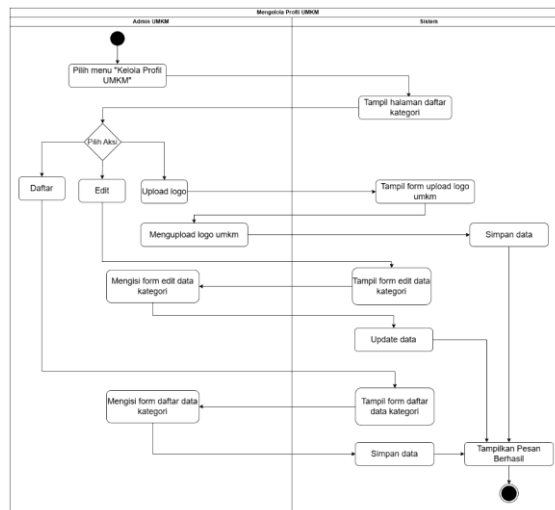 Mengelola Profil UMKM
Admin UMKM
Sistem
Pilih menu "Kelola Profil
UMKM"
Tampil halaman daftar
kategori
Pilih Aksi
Daftar
Edit
Upload logo
Tampil form upload logo
umkm
Mengupload logo umkm
Simpan data
Mengisi form edit data
kategori
Tampil form edit data
kategori
Update data
Mengisi form daftar data
kategori
Tampil form daftar
data kategori
Simpan data
Tampilkan Pesan
Berhasil